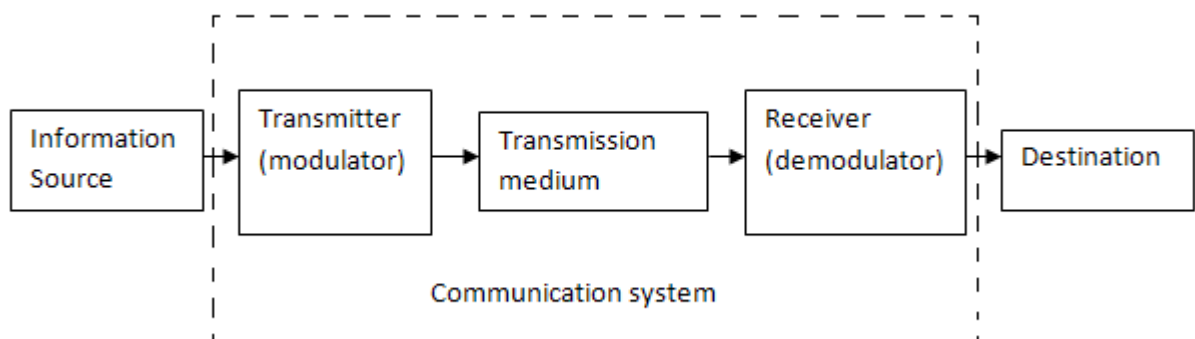 Information
Source
Transmitter
(modulator)
Transmission
medium
Receiver
(demodulator)
Destination
Communication system